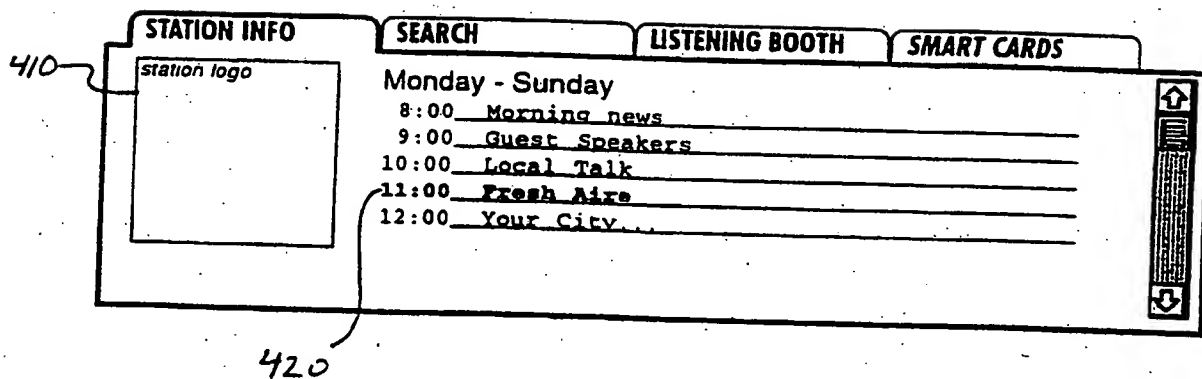 STATION INFO SEARCH LISTENING BOOTH SMART CARDS
410 station logo
Monday - Sunday
8:00 Morning news
9:00 Guest Speakers
10:00 Local Talk
11:00 Fresh Aire
12:00 Your City...
420